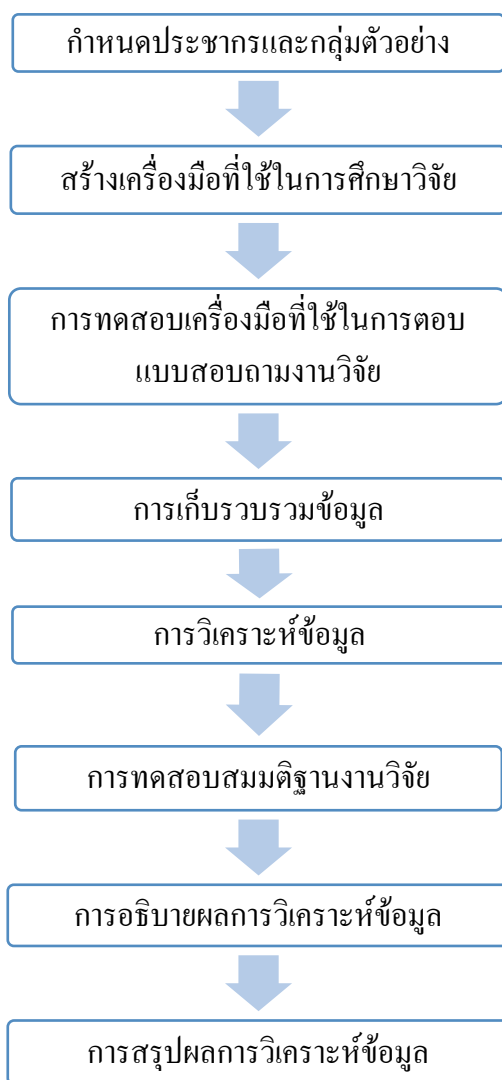 กำหนดประชากรและกลุ่มตัวอย่าง
สร้างเครื่องมือที่ใช้ในการศึกษาวิจัย
การทดสอบเครื่องมือที่ใช้ในการตอบ
แบบสอบถามงานวิจัย
การเก็บรวบรวมข้อมูล
การวิเคราะห์ข้อมูล
การทดสอบสมมติฐานงานวิจัย
การอธิบายผลการวิเคราะห์ข้อมูล
การสรุปผลการวิเคราะห์ข้อมูล